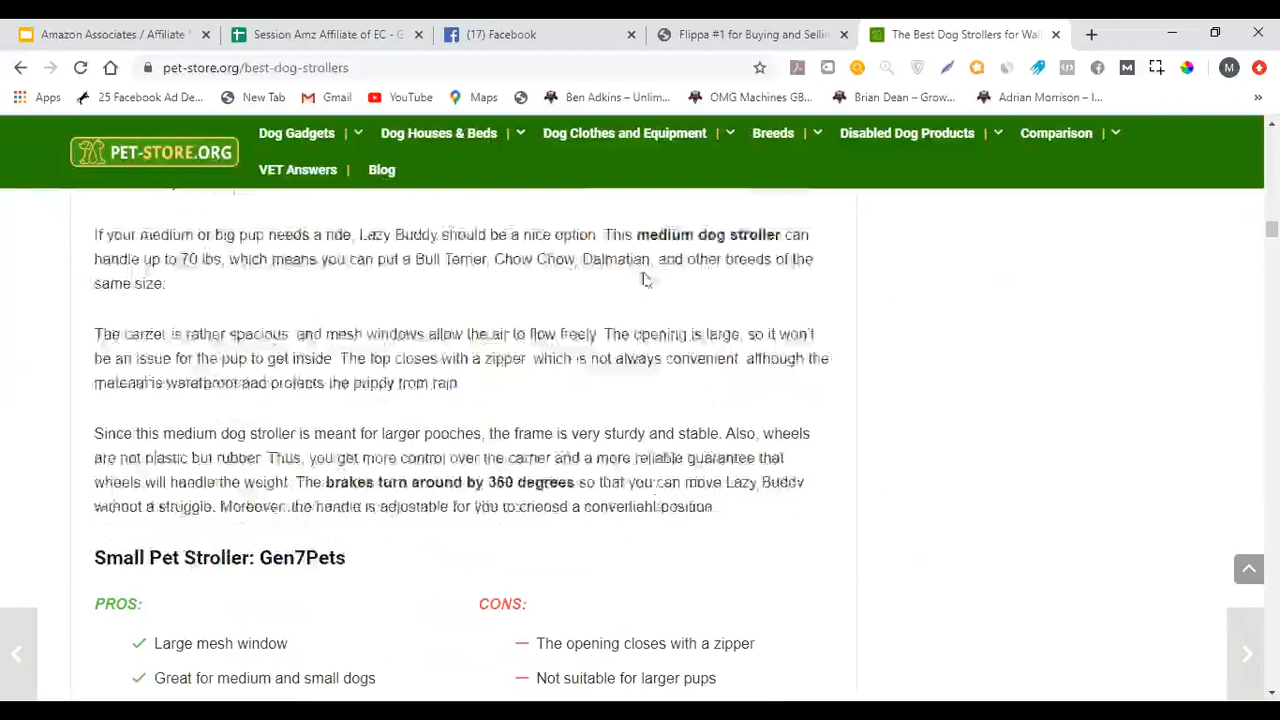 Amazon Associates / Affiliate
Session Amz Affiliate of EC - G
(17) Facebook
Flippa #1 for Buying and Sellin
The Best Dog Strollers for Wal
pet-store.org/best-dog-strollers
M
Apps
25 Facebook Ad De...
New Tab
Gmail
YouTube
Maps
Ben Adkins – Unlim...
OMG Machines GB...
Brian Dean – Grow...
Adrian Morrison – I...
PET-STORE.ORG
Dog Gadgets
Dog Houses & Beds
Dog Clothes and Equipment
Breeds
Disabled Dog Products
Comparison
VET Answers
Blog
If your medium or big pup needs a ride, Lazy Buddy should be a nice option. This medium dog stroller can
handle up to 70 lbs, which means you can put a Bull Terrier, Chow Chow, Dalmatian, and other breeds of the
same size.
The carrier is rather spacious, and mesh windows allow the air to flow freely. The opening is large, so it won't
be an issue for the pup to get inside. The top closes with a zipper, which is not always convenient, although the
material is waterproof and protects the puppy from rain.
Since this medium dog stroller is meant for larger pooches, the frame is very sturdy and stable. Also, wheels
are not plastic but rubber. Thus, you get more control over the carrier and a more reliable guarantee that
wheels will handle the weight. The brakes turn around by 360 degrees so that you can move Lazy Buddy
without a struggle. Moreover, the handle is adjustable for you to choose a convenient position.
Small Pet Stroller: Gen7Pets
PROS:
CONS:
Large mesh window
The opening closes with a zipper
Great for medium and small dogs
Not suitable for larger pups